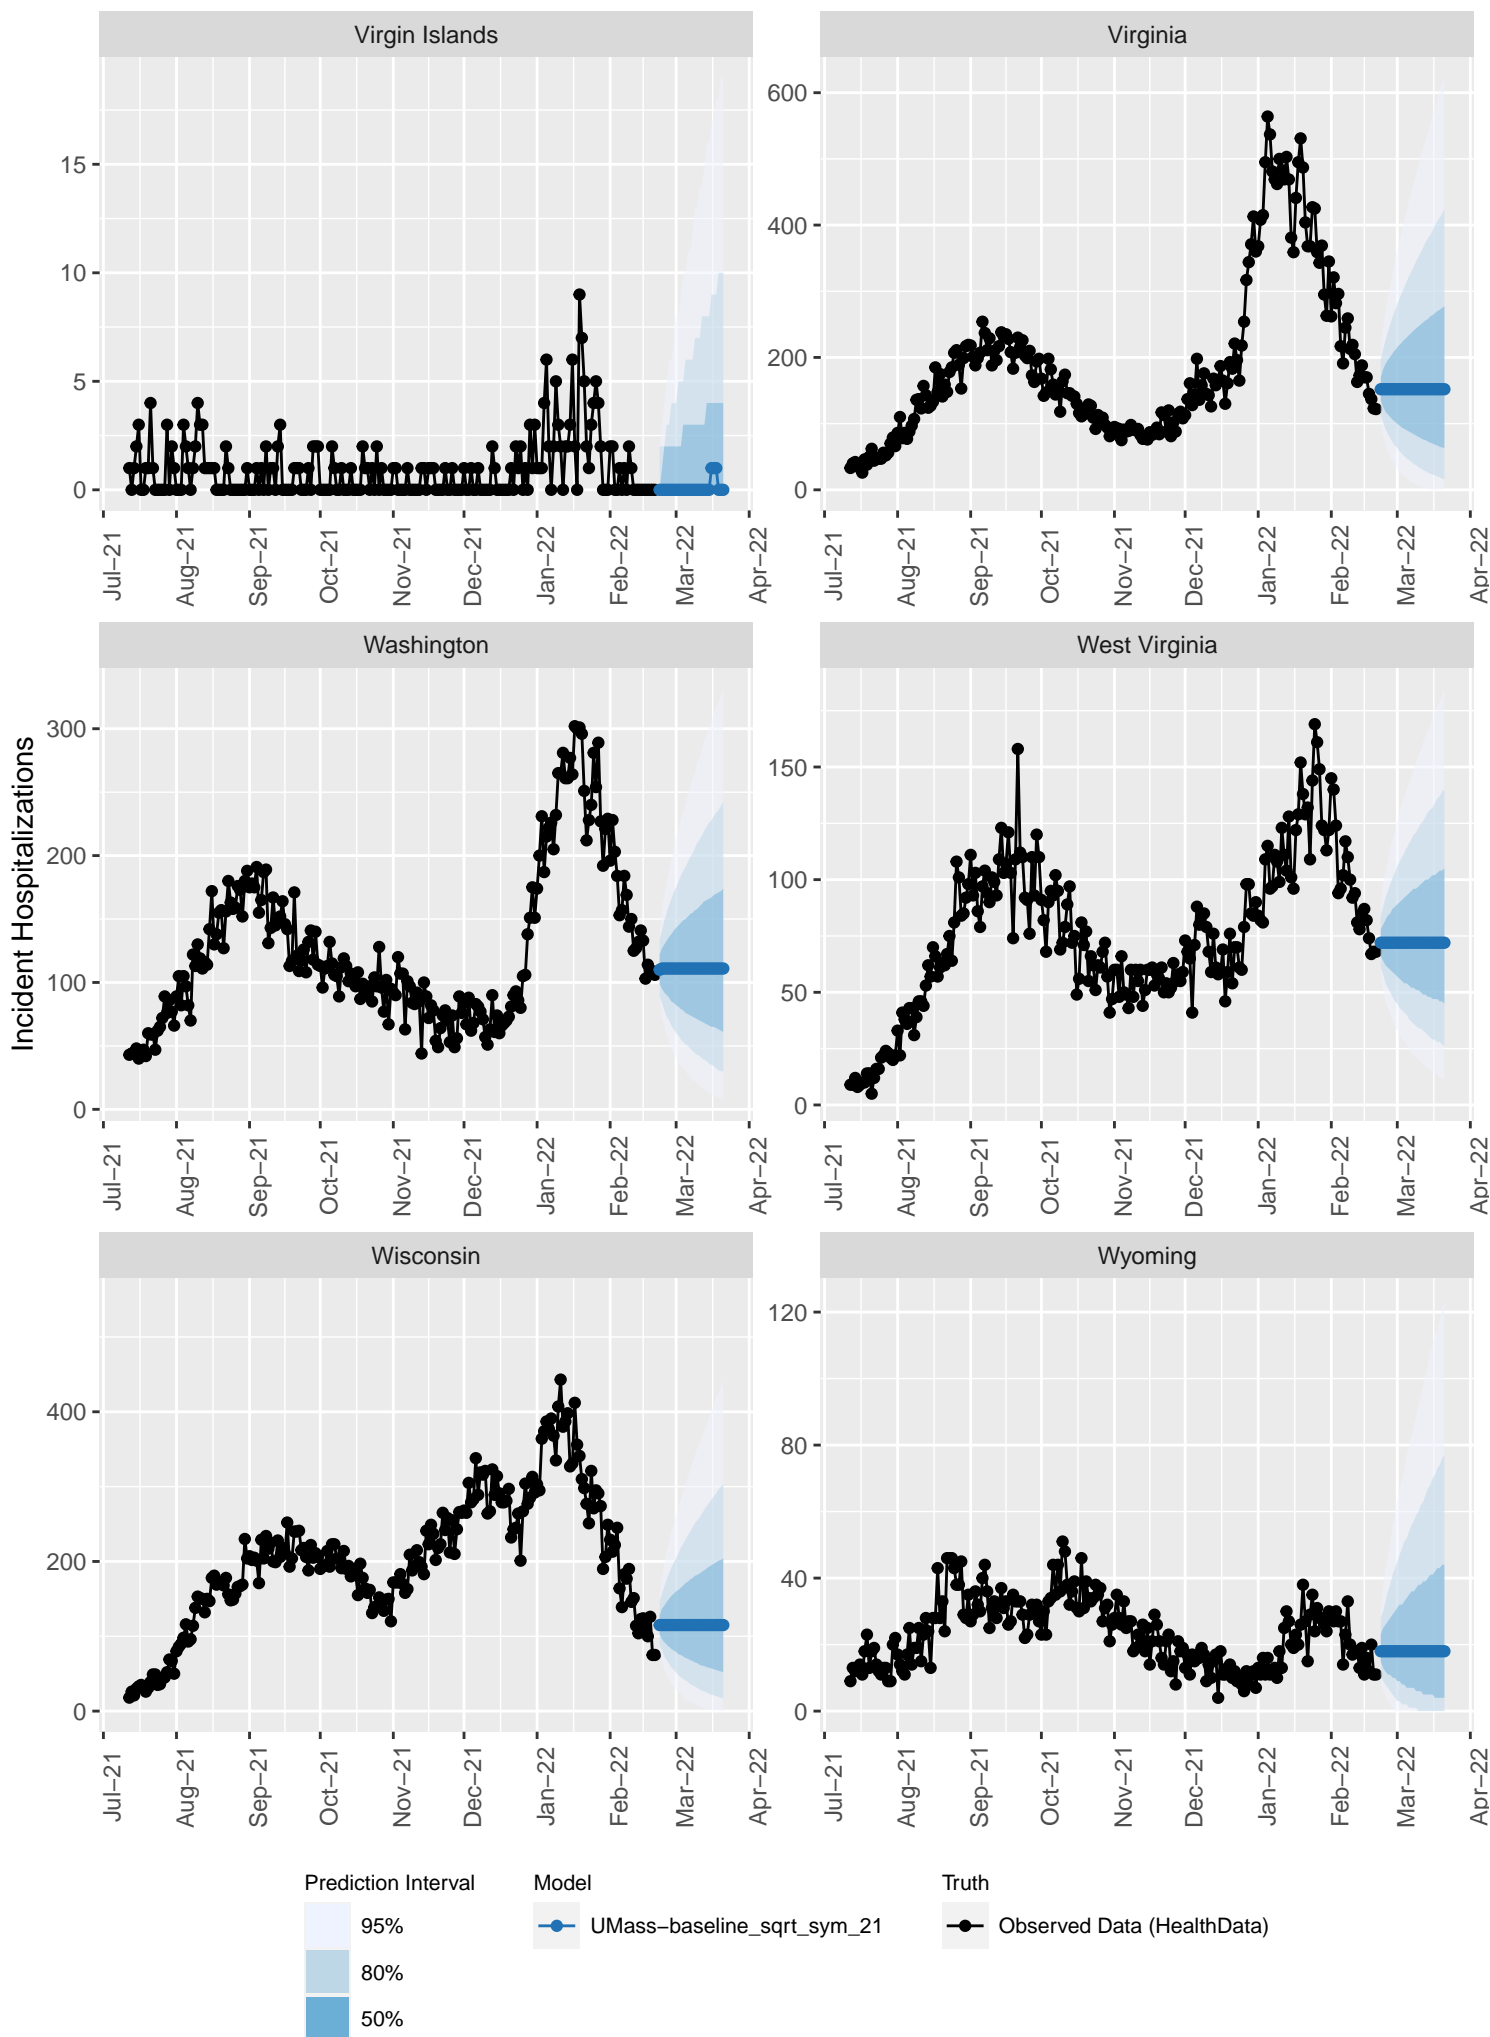 Virgin Islands
Virginia
15
10
5
0
600
400
200
0
Jul−21
Aug−21
Sep−21
Oct−21
Nov−21
Dec−21
Jan−22
Feb−22
Mar−22
Apr−22
Jul−21
Aug−21
Sep−21
Oct−21
Nov−21
Dec−21
Jan−22
Feb−22
Mar−22
Apr−22
Incident Hospitalizations
Washington
West Virginia
300
200
100
0
150
100
50
0
Jul−21
Aug−21
Sep−21
Oct−21
Nov−21
Dec−21
Jan−22
Feb−22
Mar−22
Apr−22
Jul−21
Aug−21
Sep−21
Oct−21
Nov−21
Dec−21
Jan−22
Feb−22
Mar−22
Apr−22
Wisconsin
Wyoming
400
200
0
120
80
40
0
Jul−21
Aug−21
Sep−21
Oct−21
Nov−21
Dec−21
Jan−22
Feb−22
Mar−22
Apr−22
Jul−21
Aug−21
Sep−21
Oct−21
Nov−21
Dec−21
Jan−22
Feb−22
Mar−22
Apr−22
Prediction Interval
95%
80%
50%
Model
UMass−baseline_sqrt_sym_21
Truth
Observed Data (HealthData)